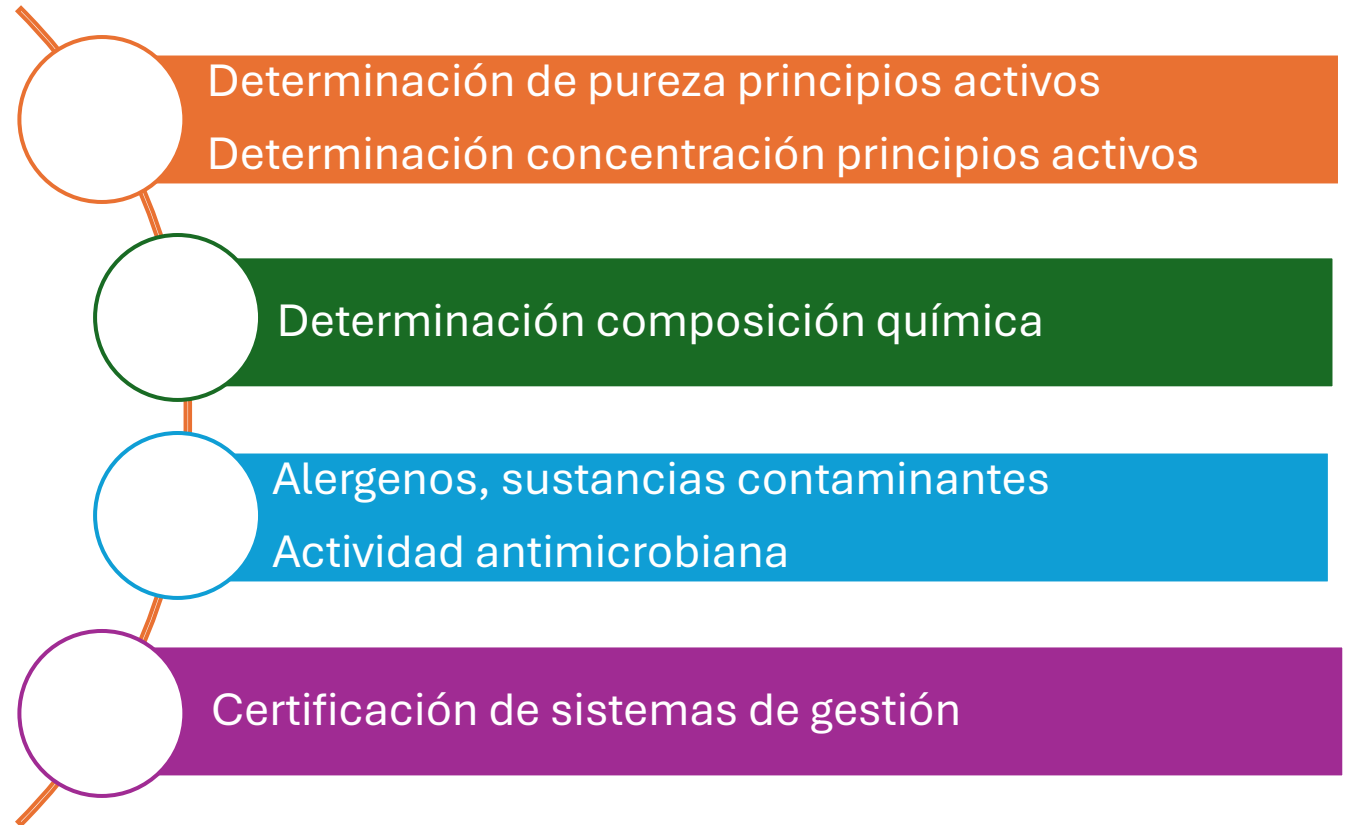 Determinación de pureza principios activos
Determinación concentración principios activos
Determinación composición química
Alergenos, sustancias contaminantes
Actividad antimicrobiana
Certificación de sistemas de gestión